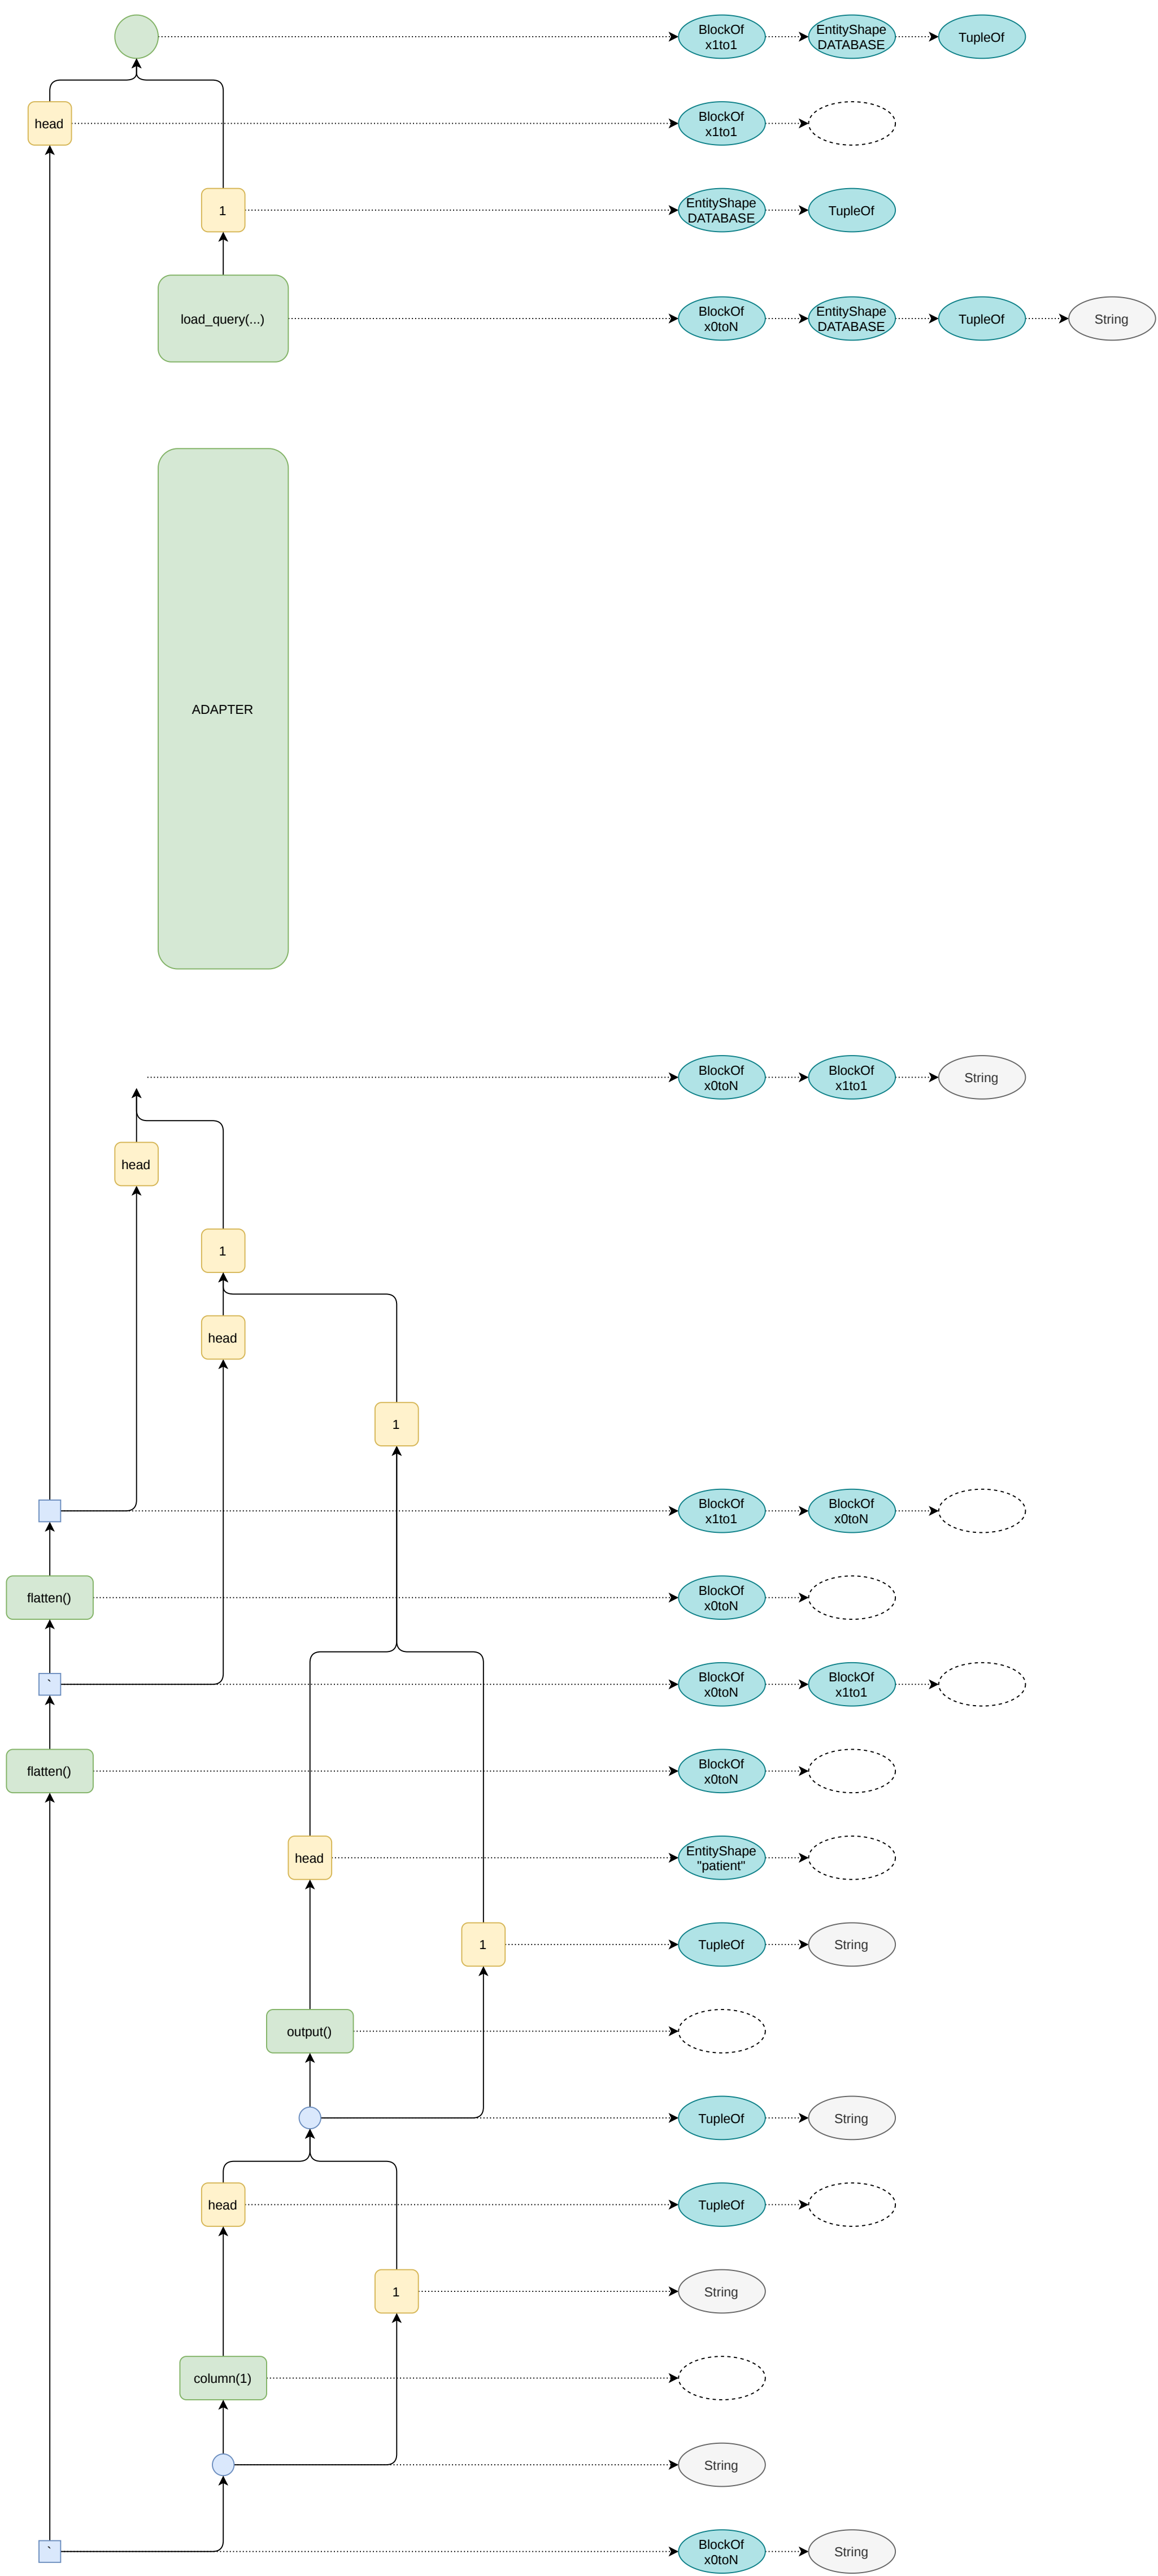 BlockOf
x1to1
EntityShape
DATABASE
TupleOf
head
BlockOf
x1to1
1
EntityShape
DATABASE
TupleOf
load_query(...)
BlockOf
x0toN
EntityShape
DATABASE
TupleOf
String
ADAPTER
BlockOf
x0toN
BlockOf
x1to1
String
head
1
head
1
BlockOf
x1to1
BlockOf
x0toN
flatten()
BlockOf
x0toN
`
BlockOf
x0toN
BlockOf
x1to1
flatten()
BlockOf
x0toN
head
EntityShape
"patient"
1
TupleOf
String
output()
TupleOf
String
head
TupleOf
1
String
column(1)
String
`
BlockOf
x0toN
String